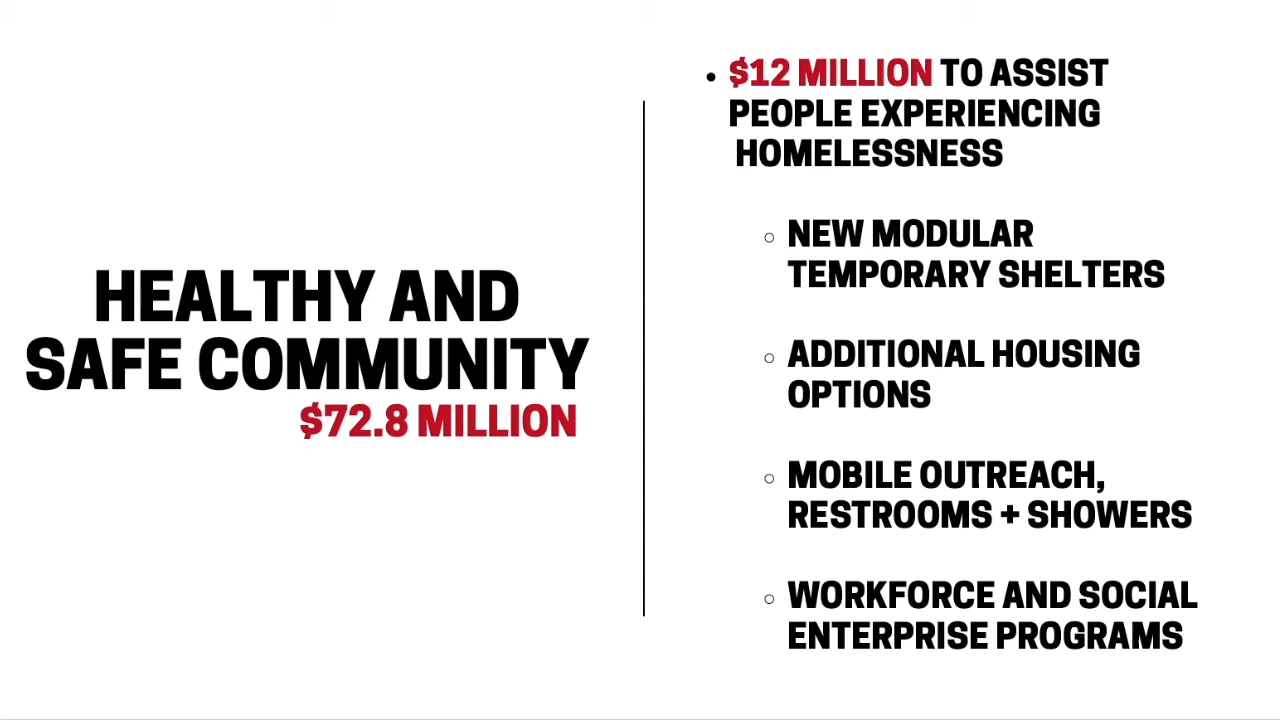 HEALTHY AND
SAFE COMMUNITY
$72.8 MILLION
• $12 MILLION TO ASSIST
PEOPLE EXPERIENCING
HOMELESSNESS
○ NEW MODULAR
TEMPORARY SHELTERS
○ ADDITIONAL HOUSING
OPTIONS
○ MOBILE OUTREACH,
RESTROOMS + SHOWERS
○ WORKFORCE AND SOCIAL
ENTERPRISE PROGRAMS